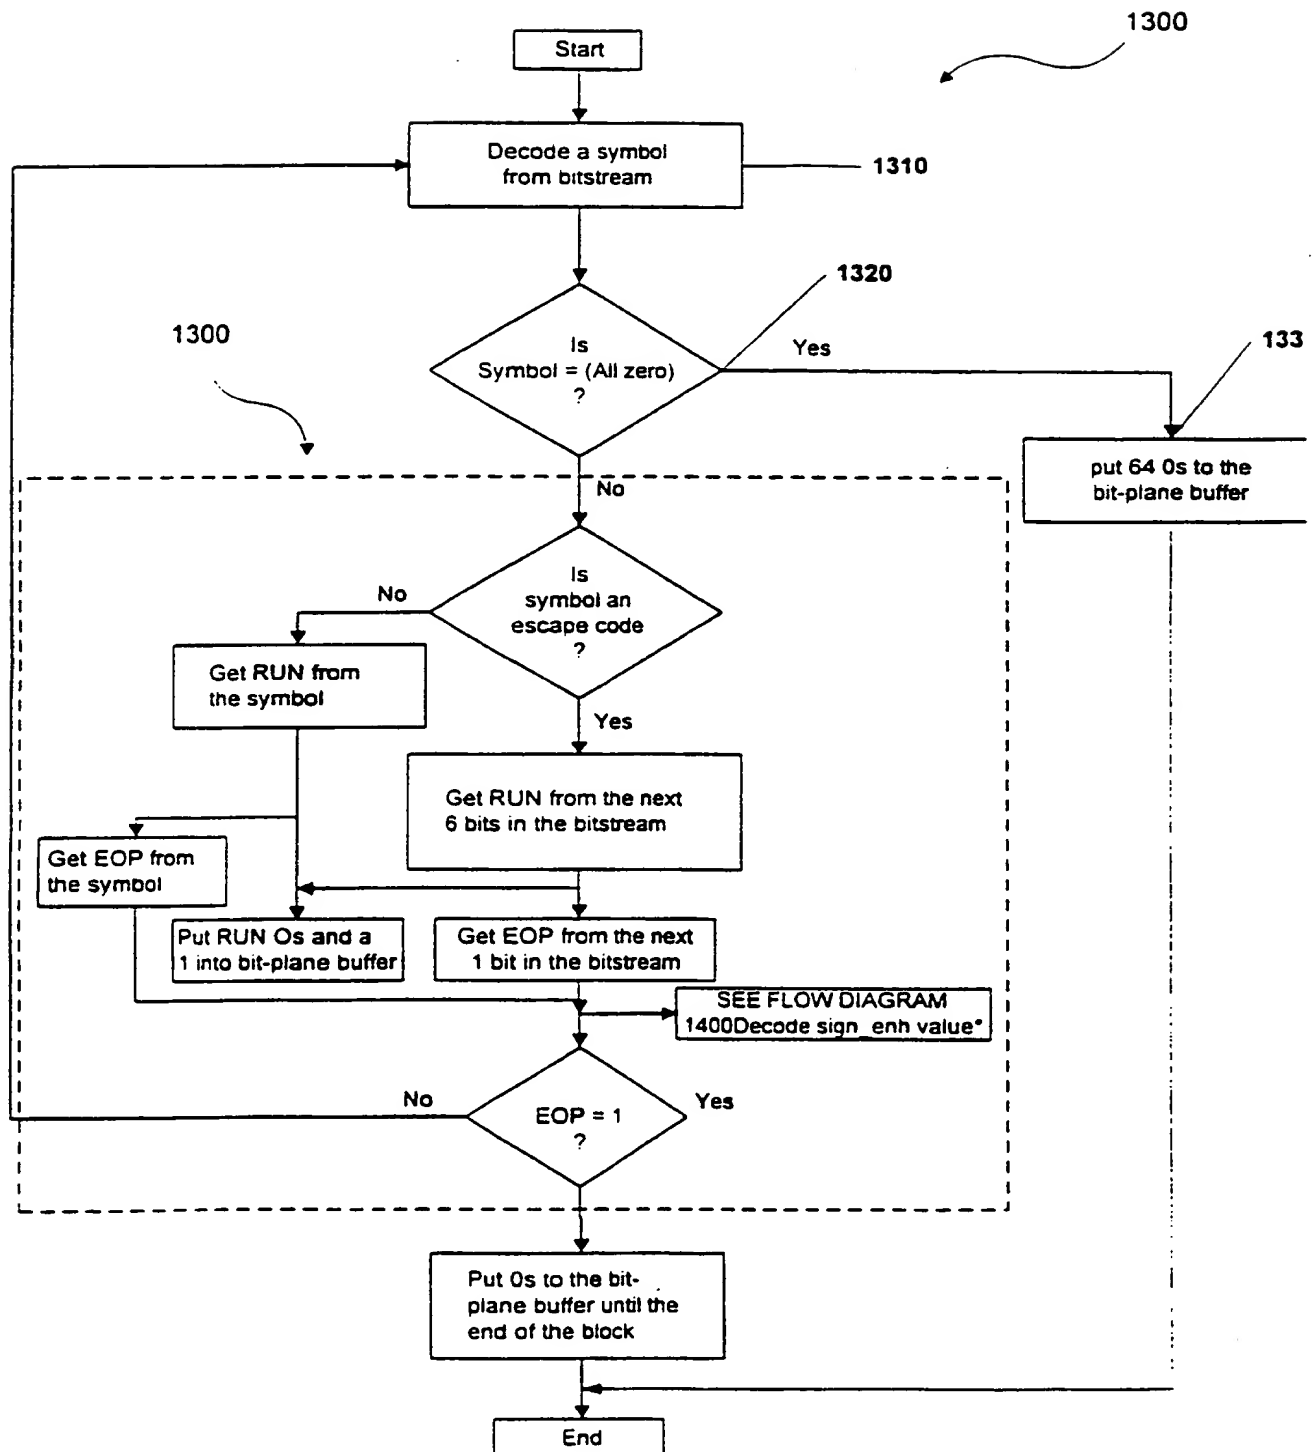 1300
Start
Decode a symbol
from bitstream
1310
1320
1300
Is
Symbol = (All zero)
?
Yes
133
put 64 0s to the
bit-plane buffer
No
Is
symbol an
escape code
?
No
Get RUN from
the symbol
Yes
Get RUN from the next
6 bits in the bitstream
Get EOP from
the symbol
Put RUN Os and a
1 into bit-plane buffer
Get EOP from the next
1 bit in the bitstream
SEE FLOW DIAGRAM
1400Decode sign_enh value*
No
EOP = 1
?
Yes
Put 0s to the bit-
plane buffer until the
end of the block
End